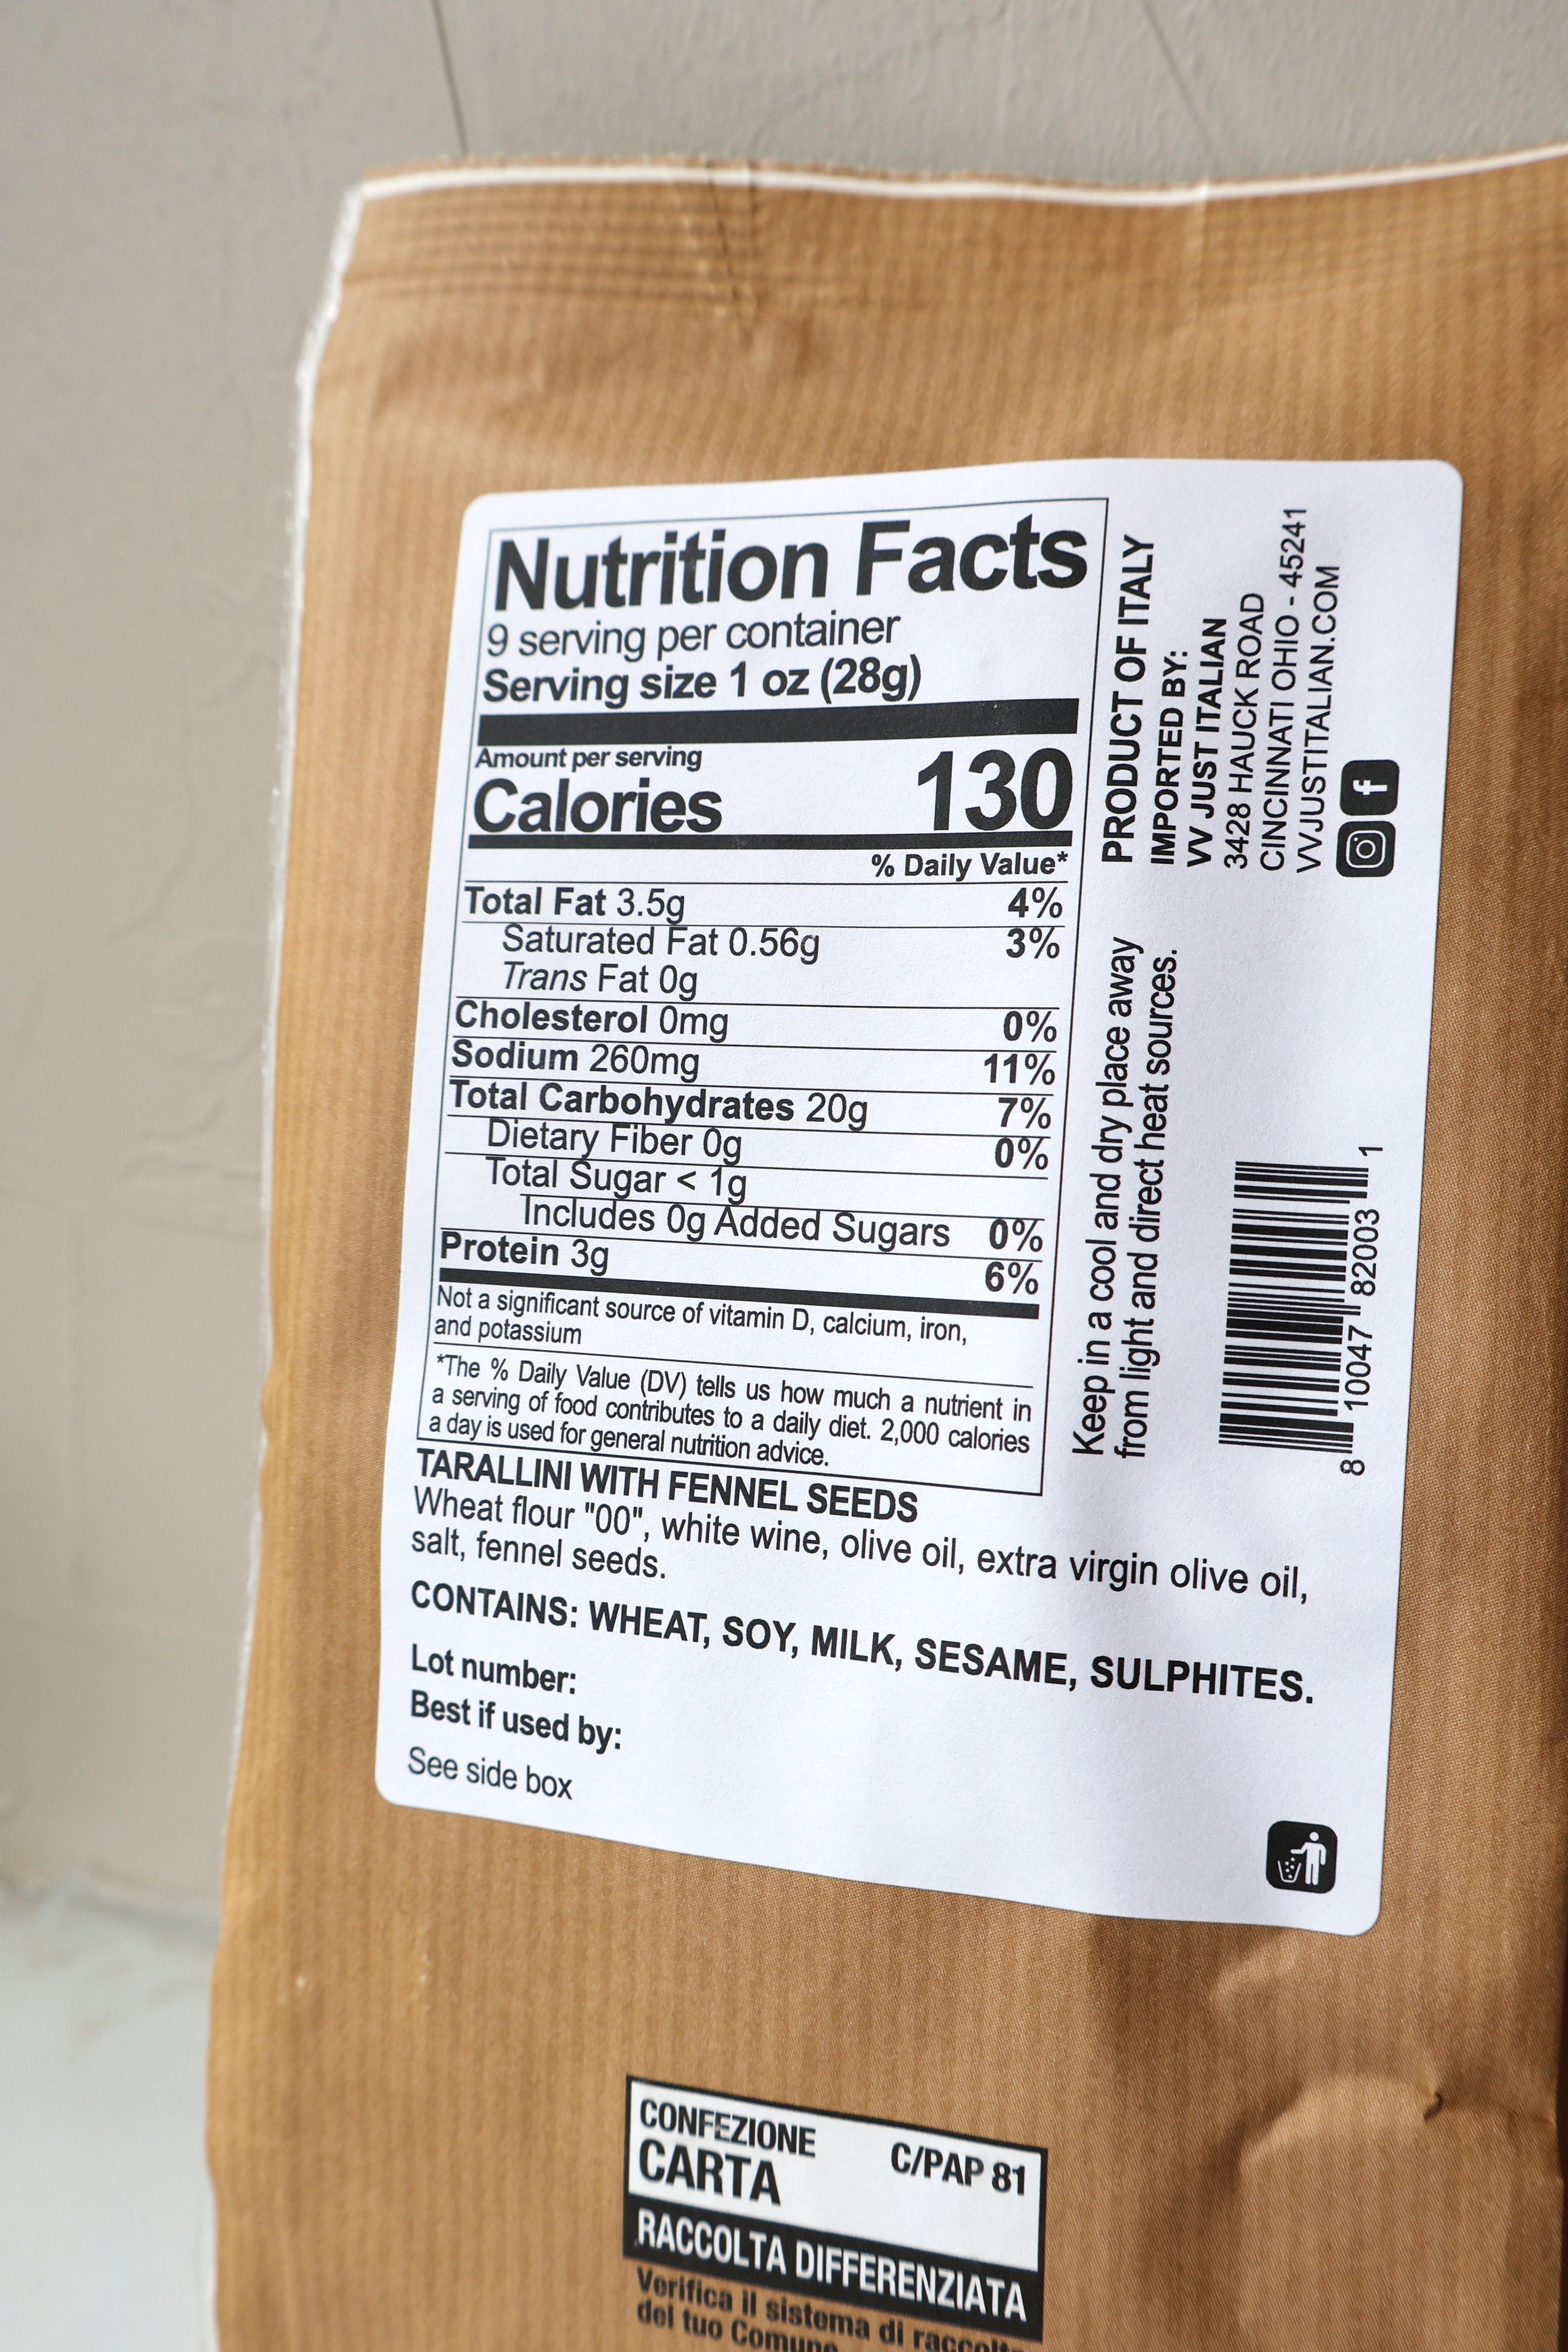 Nutrition Facts
9 serving per container
Serving size 1 oz (28g)
Amount per serving
Calories 130
% Daily Value*
Total Fat 3.5g 4%
Saturated Fat 0.56g 3%
Trans Fat 0g
Cholesterol 0mg 0%
Sodium 260mg 11%
Total Carbohydrates 20g 7%
Dietary Fiber 0g 0%
Total Sugar < 1g
Includes 0g Added Sugars 0%
Protein 3g 6%
Not a significant source of vitamin D, calcium, iron,
and potassium
*The % Daily Value (DV) tells us how much a nutrient in
a serving of food contributes to a daily diet. 2,000 calories
a day is used for general nutrition advice.
TARALLINI WITH FENNEL SEEDS
Wheat flour "00", white wine, olive oil, extra virgin olive oil,
salt, fennel seeds.
CONTAINS: WHEAT, SOY, MILK, SESAME, SULPHITES.
Lot number:
Best if used by:
See side box
PRODUCT OF ITALY
IMPORTED BY:
VV JUST ITALIAN
3428 HAUCK ROAD
CINCINNATI OHIO - 45241
VVJUSTITALIAN.COM
Keep in a cool and dry place away
from light and direct heat sources.
8 10047 82003 1
CONFEZIONE
CARTA C/PAP 81
RACCOLTA DIFFERENZIATA
Verifica il sistema di raccolta
del tuo Comune